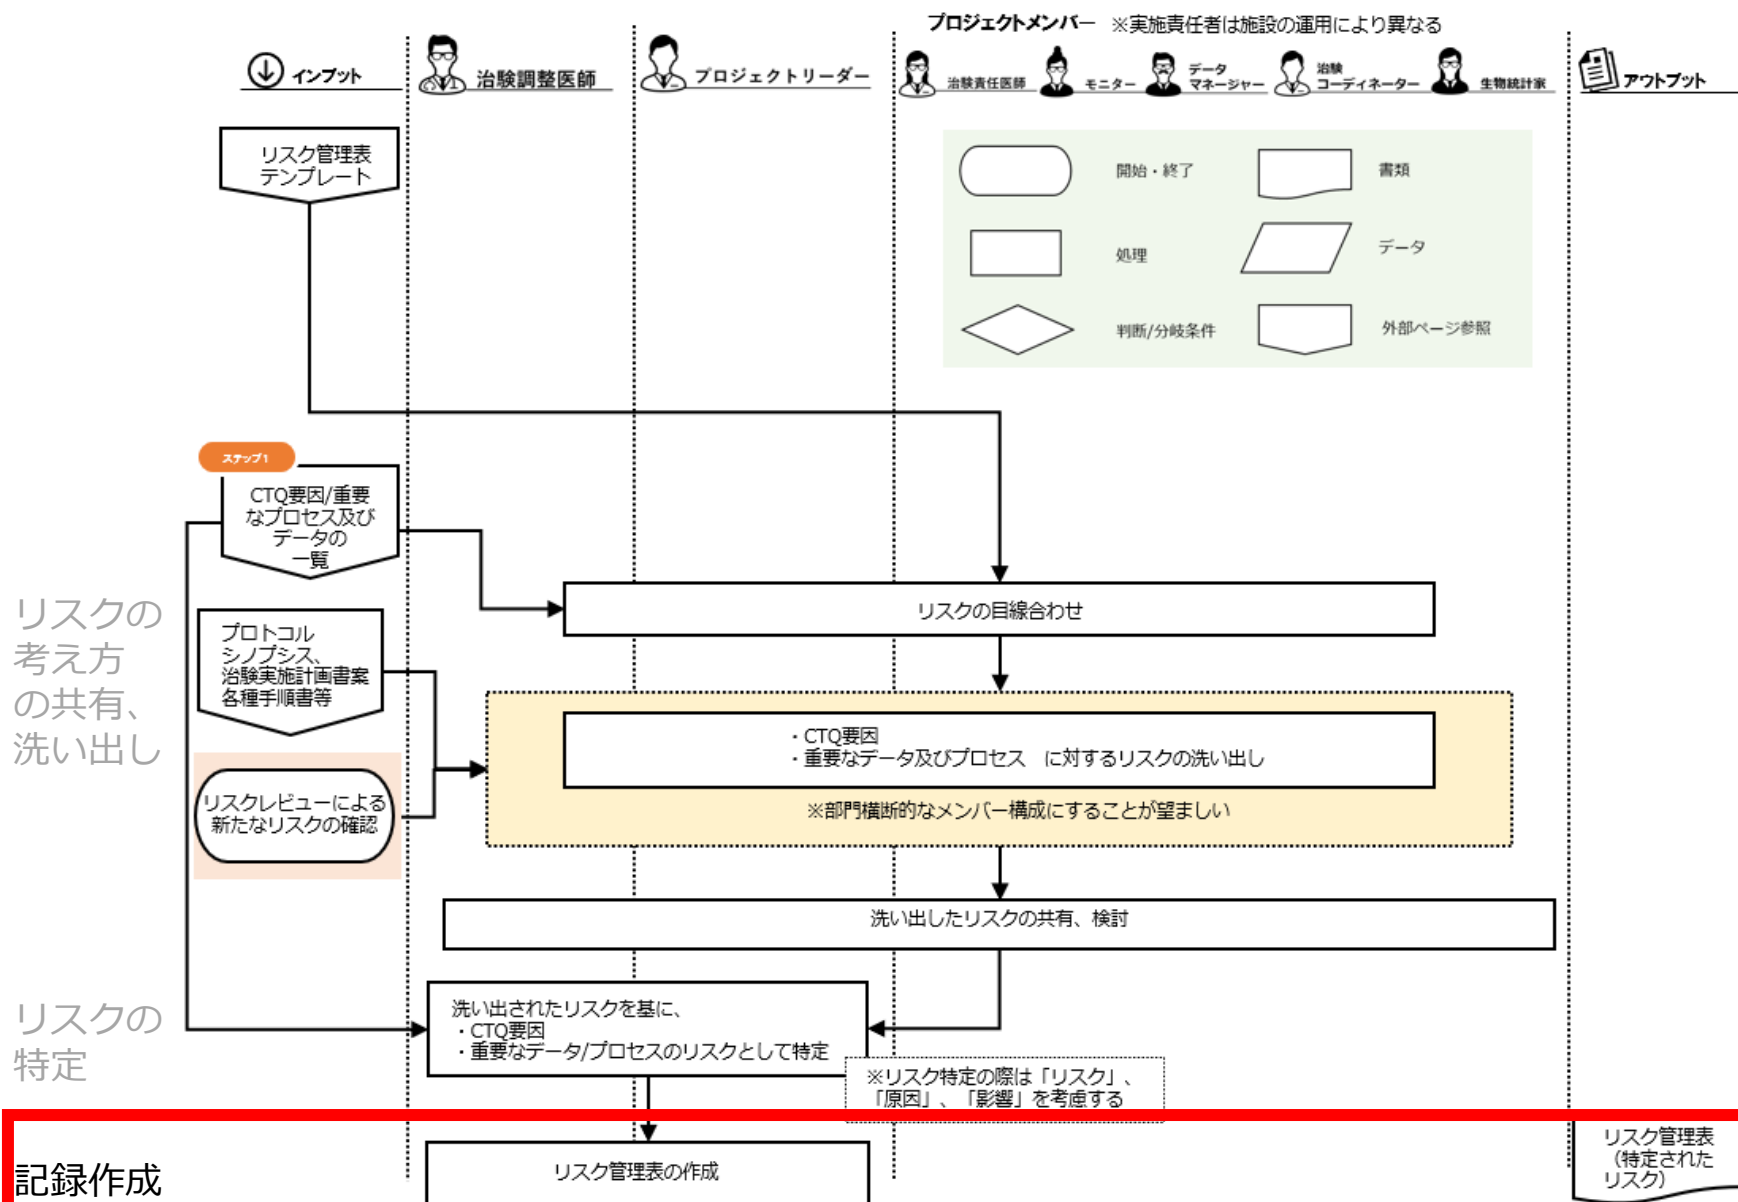 プロジェクトメンバー ※実施責任者は施設の運用により異なる
インプット
治験調整医師
プロジェクトリーダー
治験責任医師
モニター
データ
マネージャー
治験
コーディネーター
生物統計家
アウトプット
リスク管理表
テンプレート
開始・終了
書類
処理
データ
判断/分岐条件
外部ページ参照
ステップ1
CTQ要因/重要
なプロセス及び
データの
一覧
リスクの
考え方
の共有、
洗い出し
リスクの目線合わせ
プロトコル
シノプシス、
治験実施計画書案
各種手順書等
・CTQ要因
・重要なデータ及びプロセス に対するリスクの洗い出し
※部門横断的なメンバー構成にすることが望ましい
リスクレビューによる
新たなリスクの確認
洗い出したリスクの共有、検討
リスクの
特定
洗い出されたリスクを基に、
・CTQ要因
・重要なデータ/プロセスのリスクとして特定
※リスク特定の際は「リスク」、
「原因」、「影響」を考慮する
記録作成
リスク管理表の作成
リスク管理表
（特定された
リスク）